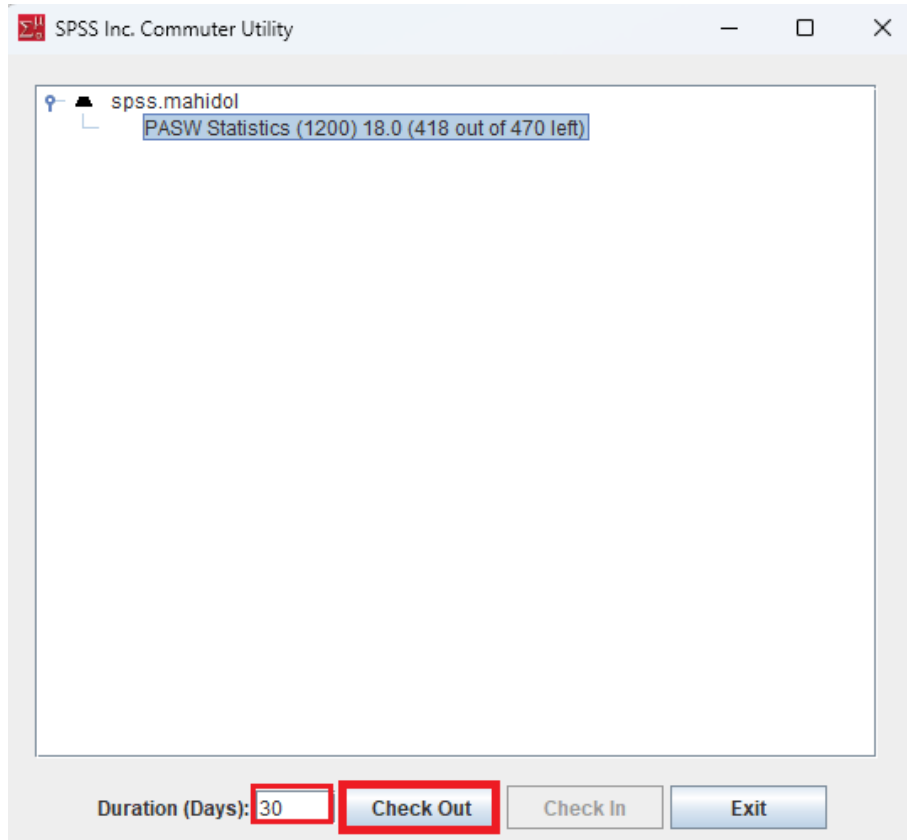 SPSS Inc. Commuter Utility
spss.mahidol
PASW Statistics (1200) 18.0 (418 out of 470 left)
Duration (Days): 30 Check Out Check In Exit